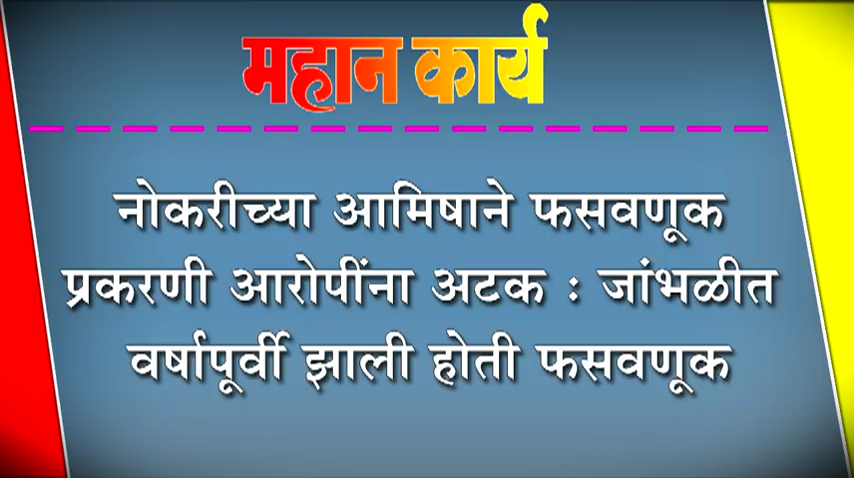 महान कार्य
नोकरीच्या आमिषाने फसवणूक
प्रकरणी आरोपींना अटक : जांभळीत
वर्षापूर्वी झाली होती फसवणूक